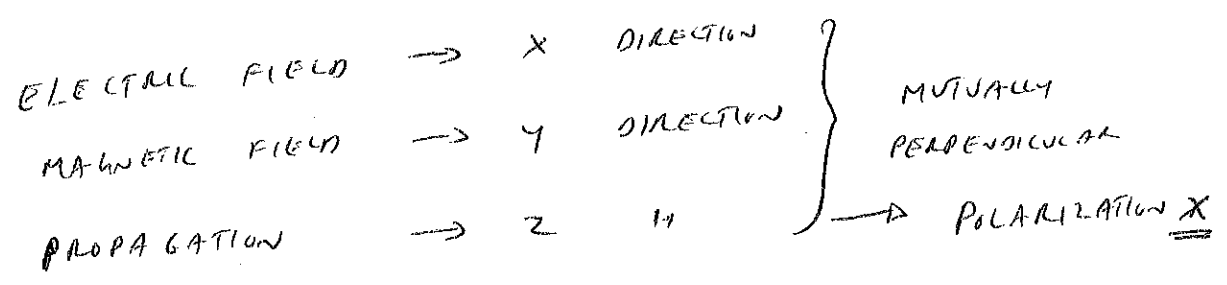 ELECTRIC FIELD → X DIRECTION
MAGNETIC FIELD → Y DIRECTION
PROPAGATION → Z "
MUTUALLY
PERPENDICULAR
→ POLARIZATION X